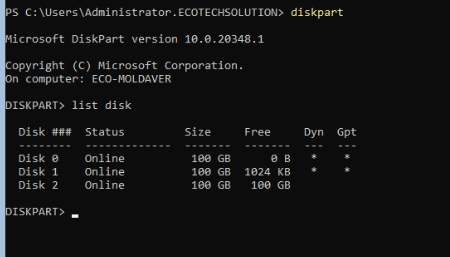 PS C:\Users\Administrator.ECOTECHSOLUTION> diskpart
Microsoft DiskPart version 10.0.20348.1
Copyright (C) Microsoft Corporation.
On computer: ECO-MOLDAVER
DISKPART> list disk
  Disk ###  Status         Size     Free     Dyn  Gpt
  --------  -------------  -------  -------  ---  ---
  Disk 0    Online          100 GB      0 B   *    *
  Disk 1    Online          100 GB  1024 KB   *    *
  Disk 2    Online          100 GB   100 GB
DISKPART> _